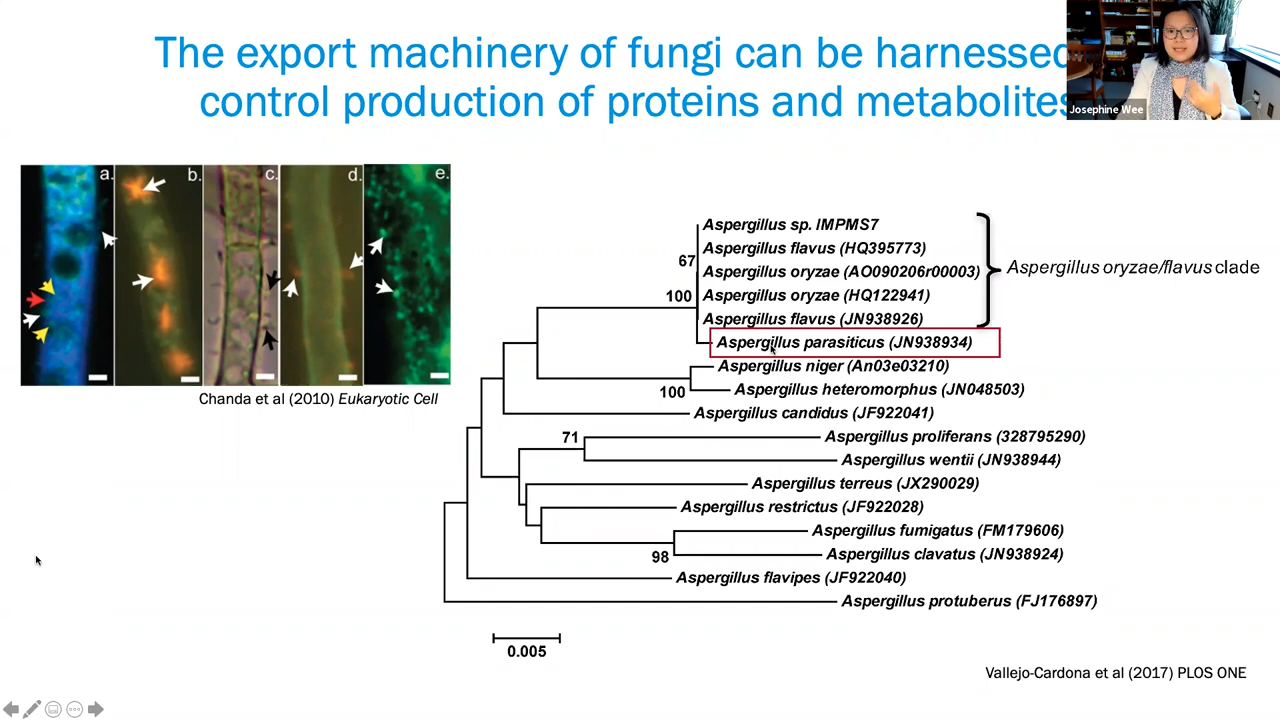 The export machinery of fungi can be harnessed
control production of proteins and metabolites
Josephine Wee
a.
b.
c.
d.
e.
Chanda et al (2010) Eukaryotic Cell
Aspergillus sp. IMPMS7
Aspergillus flavus (HQ395773)
67
Aspergillus oryzae (AO090206r00003)
Aspergillus oryzae/flavus clade
100
Aspergillus oryzae (HQ122941)
Aspergillus flavus (JN938926)
Aspergillus parasiticus (JN938934)
Aspergillus niger (An03e03210)
100
Aspergillus heteromorphus (JN048503)
Aspergillus candidus (JF922041)
71
Aspergillus proliferans (328795290)
Aspergillus wentii (JN938944)
Aspergillus terreus (JX290029)
Aspergillus restrictus (JF922028)
Aspergillus fumigatus (FM179606)
98
Aspergillus clavatus (JN938924)
Aspergillus flavipes (JF922040)
Aspergillus protuberus (FJ176897)
0.005
Vallejo-Cardona et al (2017) PLOS ONE